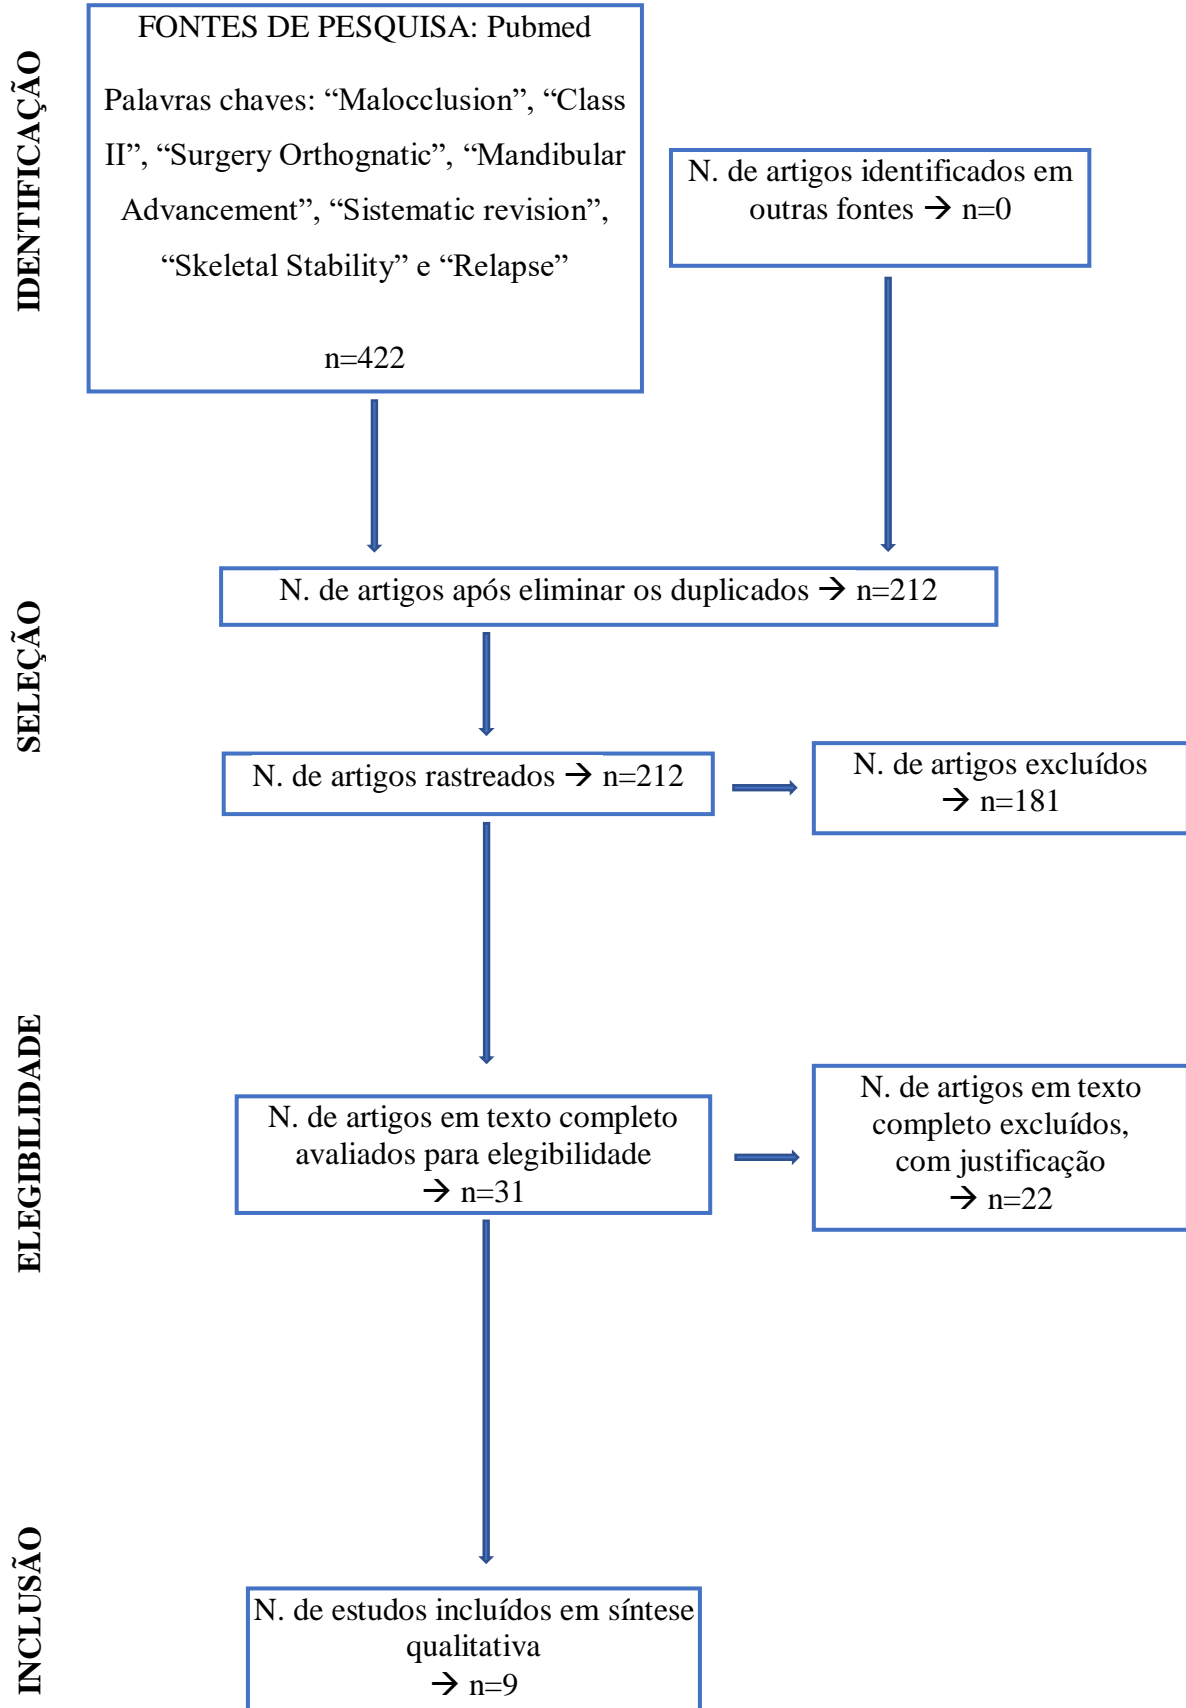 IDENTIFICAÇÃO
FONTES DE PESQUISA: Pubmed
Palavras chaves: “Malocclusion”, “Class
II”, “Surgery Orthognatic”, “Mandibular
Advancement”, “Sistematic revision”,
“Skeletal Stability” e “Relapse”
n=422
N. de artigos identificados em
outras fontes → n=0
SELEÇÃO
N. de artigos após eliminar os duplicados → n=212
N. de artigos rastreados → n=212
N. de artigos excluídos
→ n=181
ELEGIBILIDADE
N. de artigos em texto completo
avaliados para elegibilidade
→ n=31
N. de artigos em texto
completo excluídos,
com justificação
→ n=22
INCLUSÃO
N. de estudos incluídos em síntese
qualitativa
→ n=9